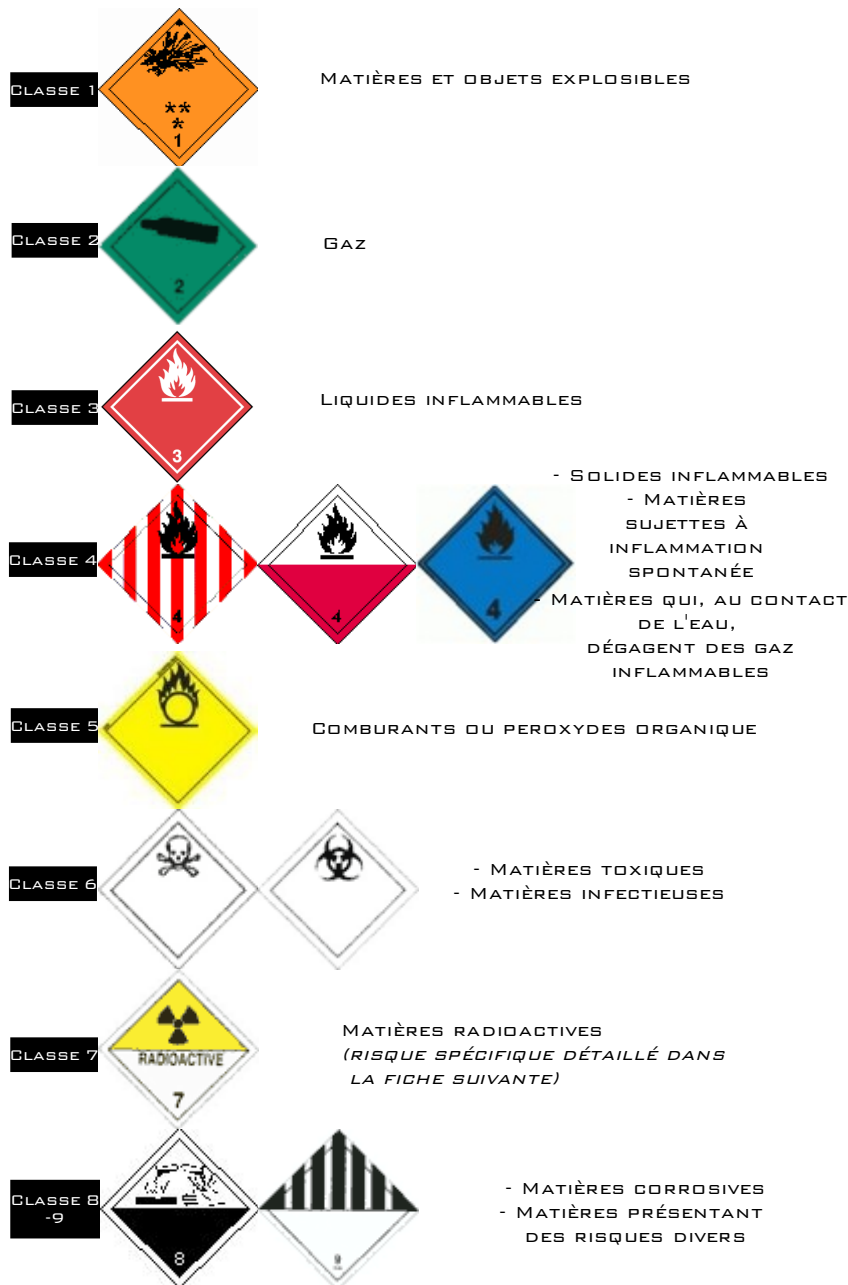 Classe 1
**
*
1
Matières et objets explosibles
Classe 2
2
Gaz
Classe 3
3
Liquides inflammables
Classe 4
4
4
4
- Solides inflammables
- Matières
sujettes à
inflammation
spontanée
- Matières qui, au contact
de l'eau,
dégagent des gaz
inflammables
Classe 5
Comburants ou peroxydes organique
Classe 6
- Matières toxiques
- Matières infectieuses
Classe 7
RADIOACTIVE
7
Matières radioactives
(risque spécifique détaillé dans
la fiche suivante)
Classe 8
-9
8
9
- Matières corrosives
- Matières présentant
des risques divers